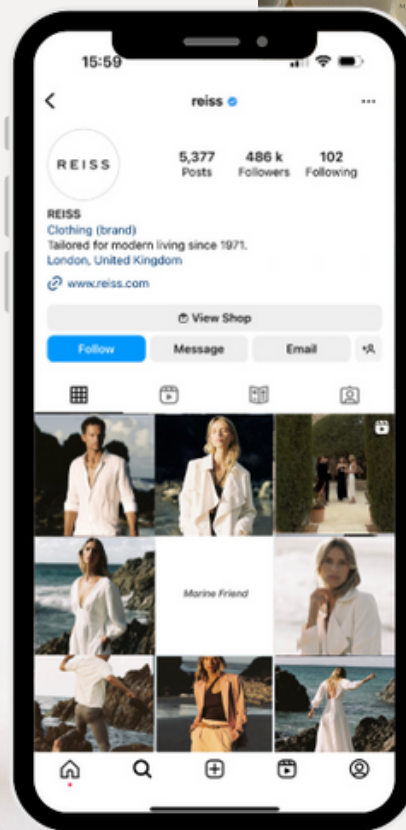 15:59
reiss
REISS
5,377 486 k 102
Posts Followers Following
REISS
Clothing (brand)
Tailored for modern living since 1971.
London, United Kingdom
www.reiss.com
View Shop
Follow Message Email
Marine Friend